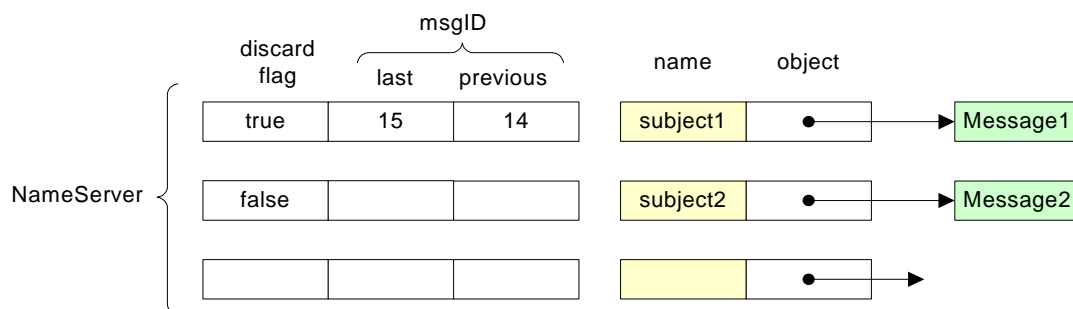 msgID
discard flag last previous name object
true 15 14 subject1 Message1
NameServer
false subject2 Message2